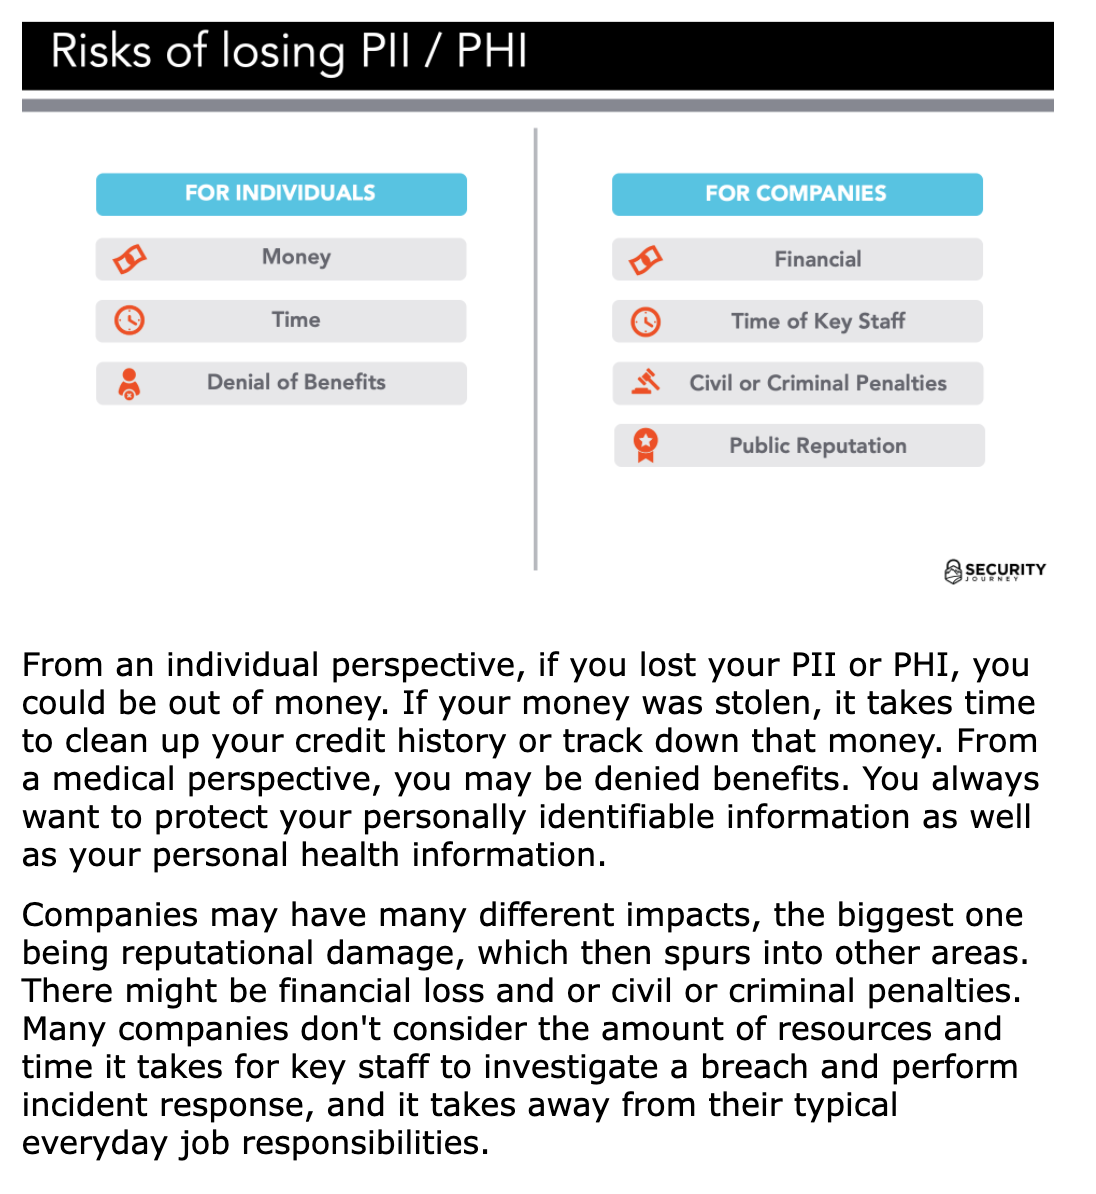 Risks of losing PII / PHI
FOR INDIVIDUALS
Money
Time
Denial of Benefits
FOR COMPANIES
Financial
Time of Key Staff
Civil or Criminal Penalties
Public Reputation
SECURITY
JOURNEY
From an individual perspective, if you lost your PII or PHI, you
could be out of money. If your money was stolen, it takes time
to clean up your credit history or track down that money. From
a medical perspective, you may be denied benefits. You always
want to protect your personally identifiable information as well
as your personal health information.
Companies may have many different impacts, the biggest one
being reputational damage, which then spurs into other areas.
There might be financial loss and or civil or criminal penalties.
Many companies don't consider the amount of resources and
time it takes for key staff to investigate a breach and perform
incident response, and it takes away from their typical
everyday job responsibilities.